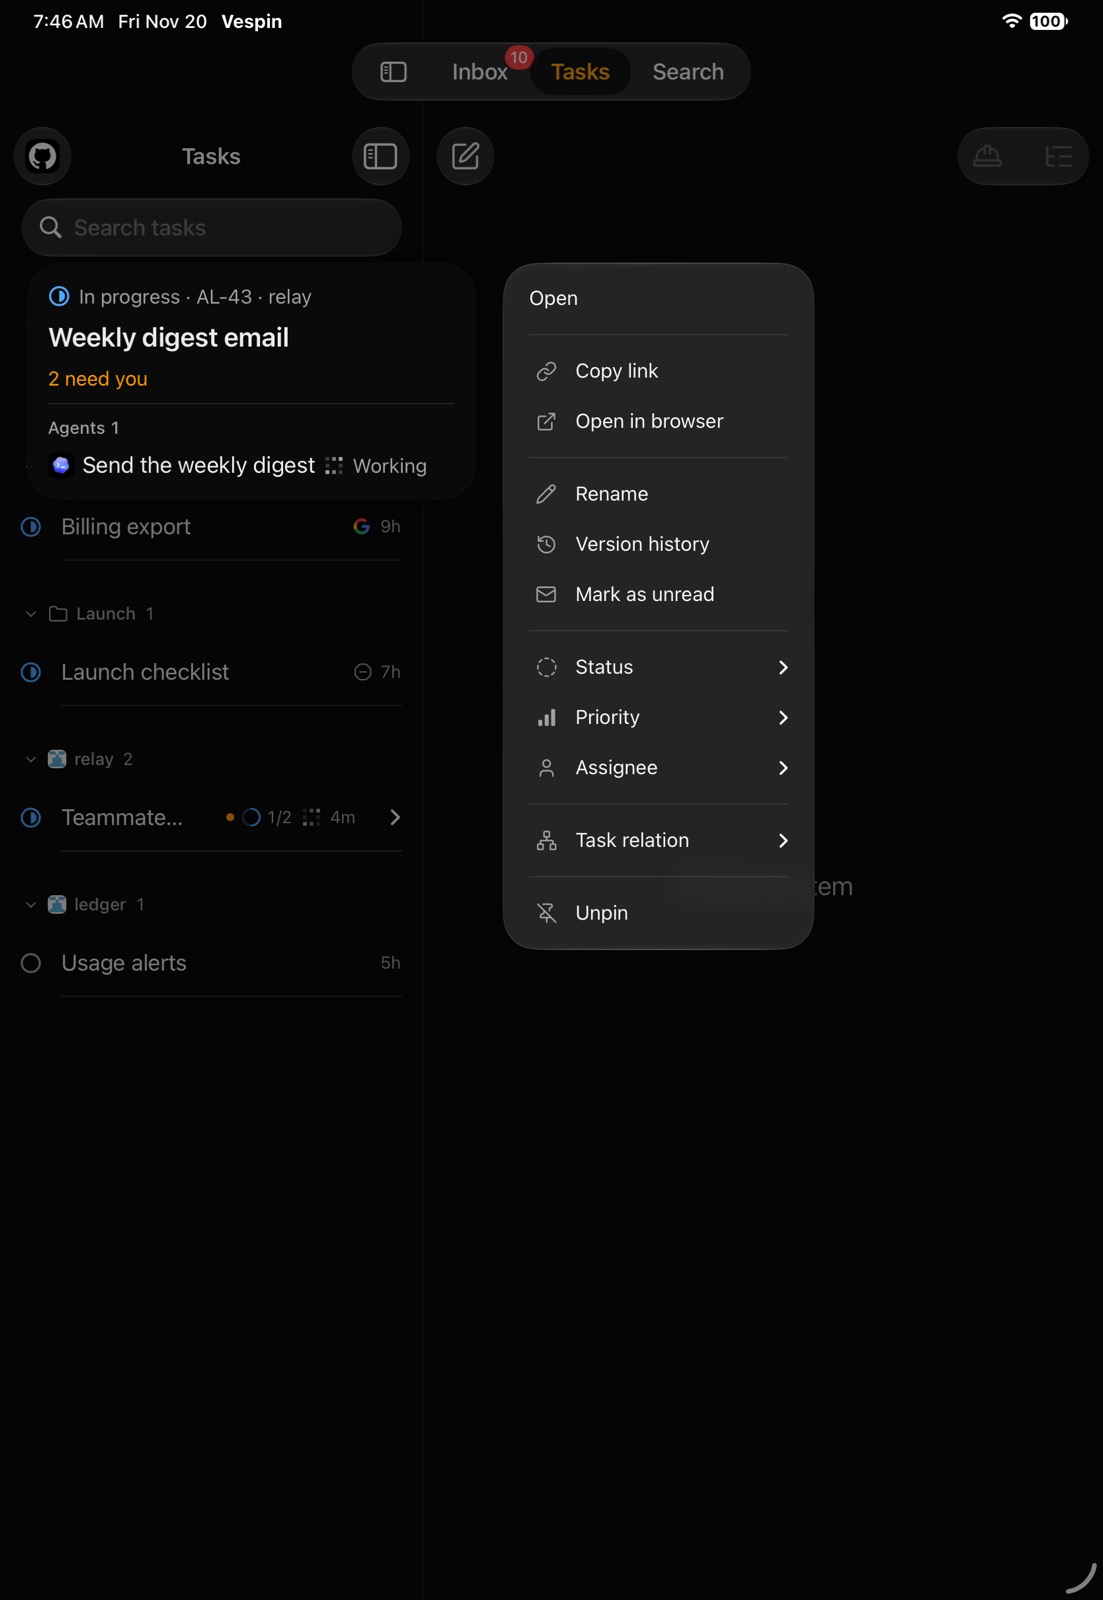 7:46 AM Fri Nov 20 Vespin
100
Inbox 10 Tasks Search
Tasks
Search tasks
In progress · AL-43 · relay
Weekly digest email
2 need you
Agents 1
Send the weekly digest Working
Billing export 9h
Launch 1
Launch checklist 7h
relay 2
Teammate... 1/2 4m
ledger 1
Usage alerts 5h
Open
Copy link
Open in browser
Rename
Version history
Mark as unread
Status
Priority
Assignee
Task relation
Unpin